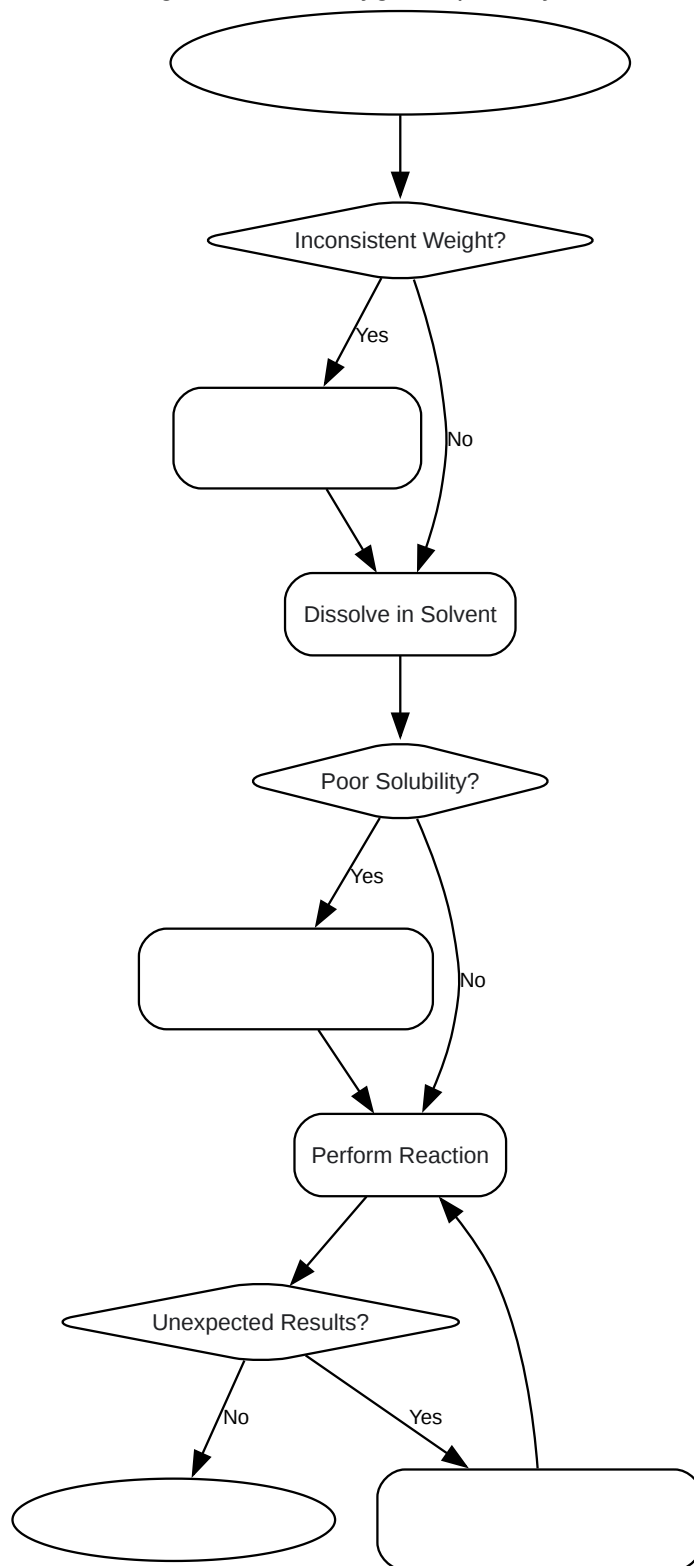 Inconsistent Weight?
Yes
No
Dissolve in Solvent
Poor Solubility?
Yes
No
Perform Reaction
Unexpected Results?
No
Yes